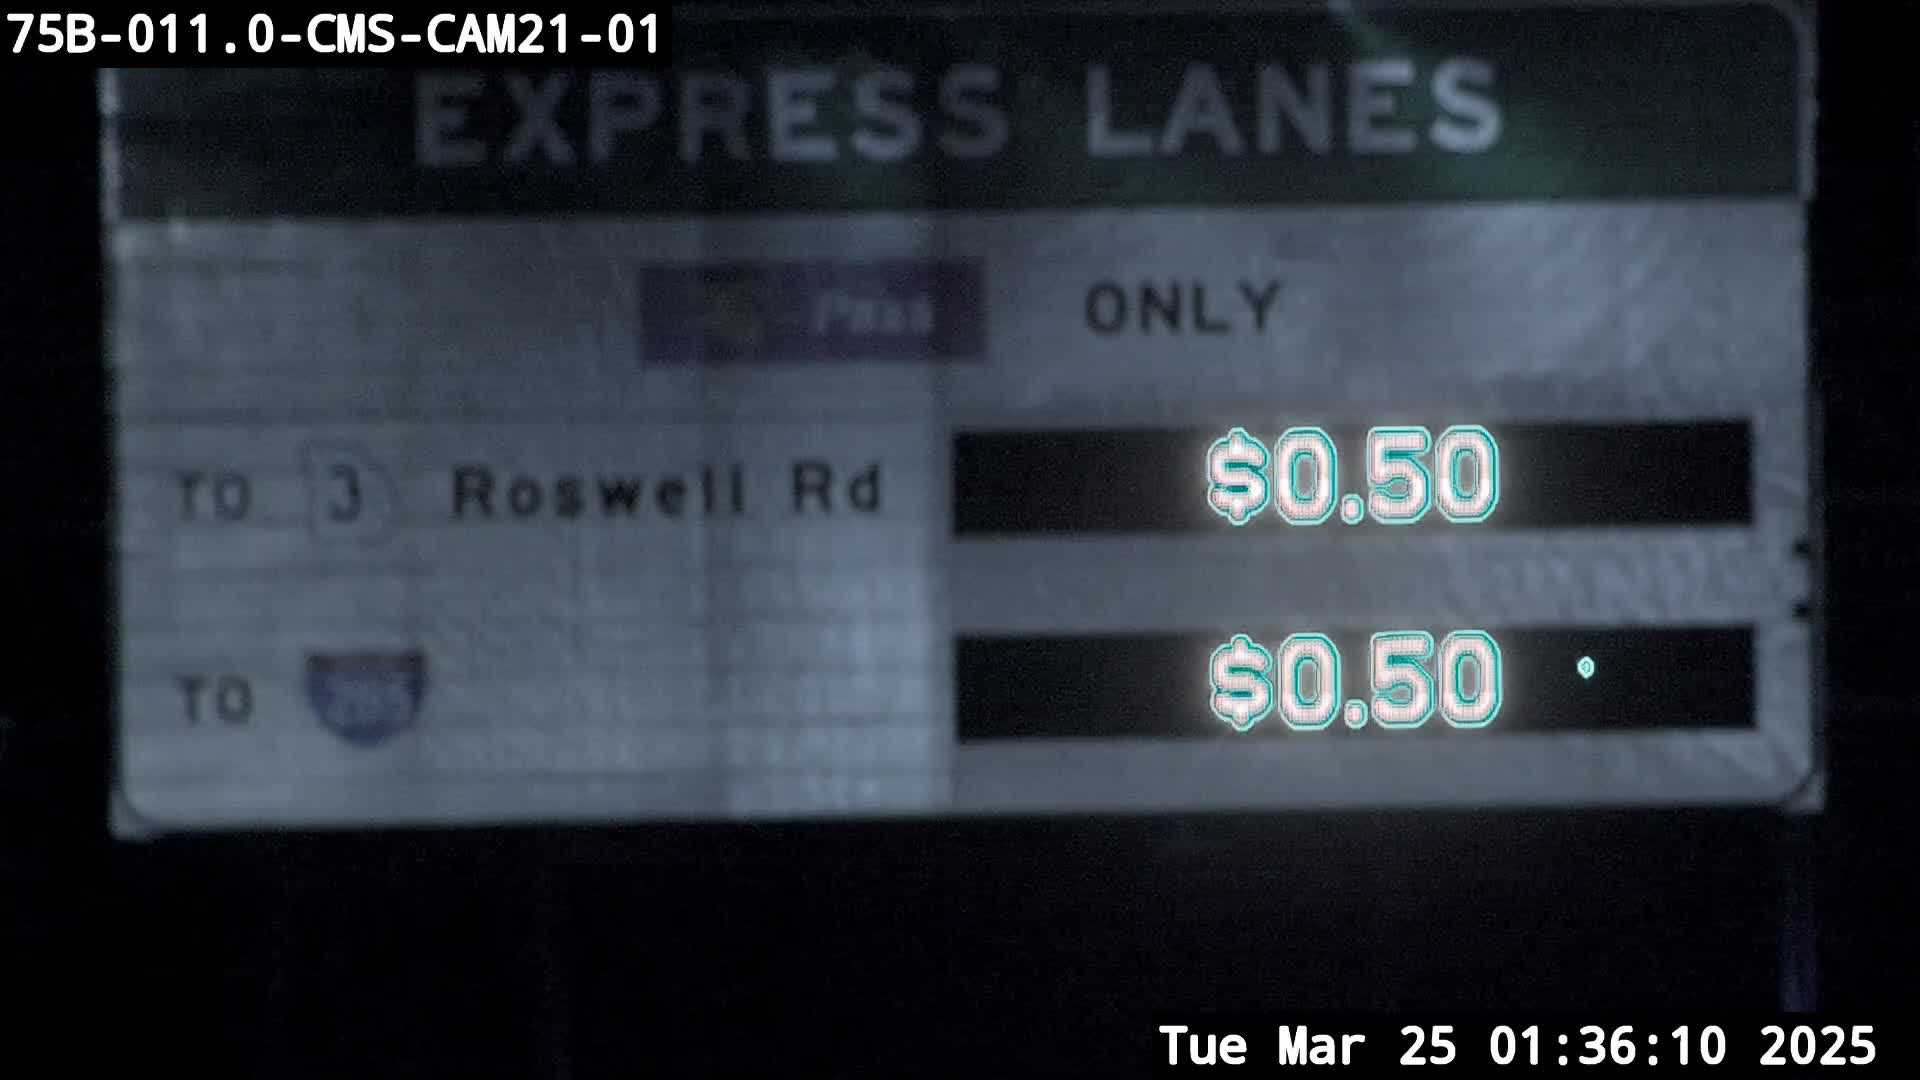 75B-011.0-CMS-CAM21-01
EXPRESS LANES
Pass ONLY
TO 3 Roswell Rd $0.50
TO 285 $0.50
Tue Mar 25 01:36:10 2025